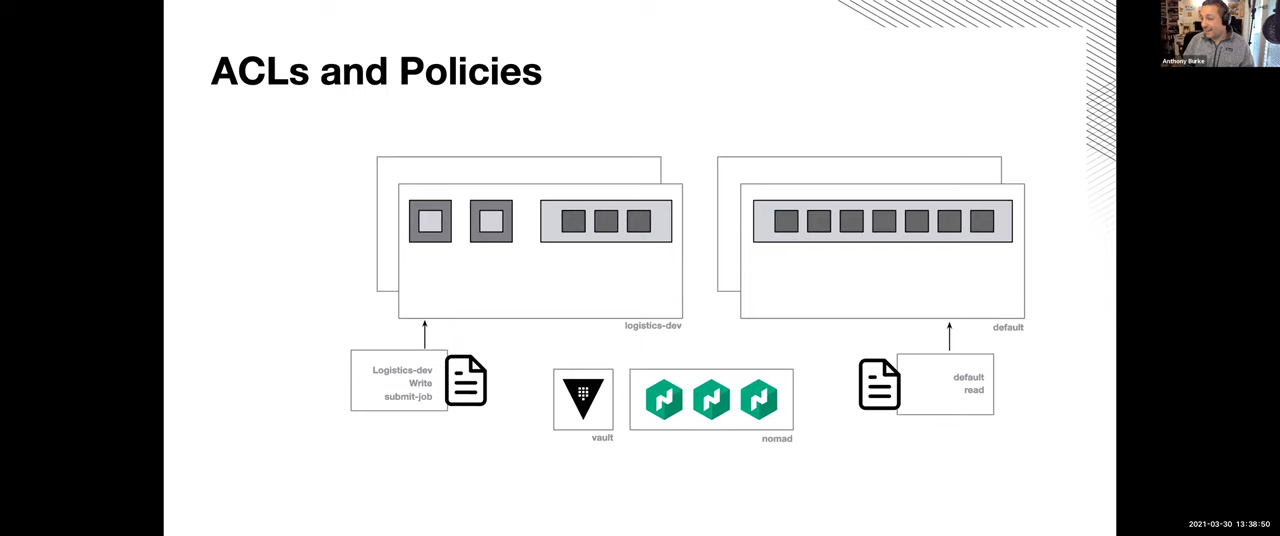 ACLs and Policies
Anthony Burke
logistics-dev
default
Logistics-dev
Write
submit-job
default
read
vault
nomad
2021-03-30 13:38:50